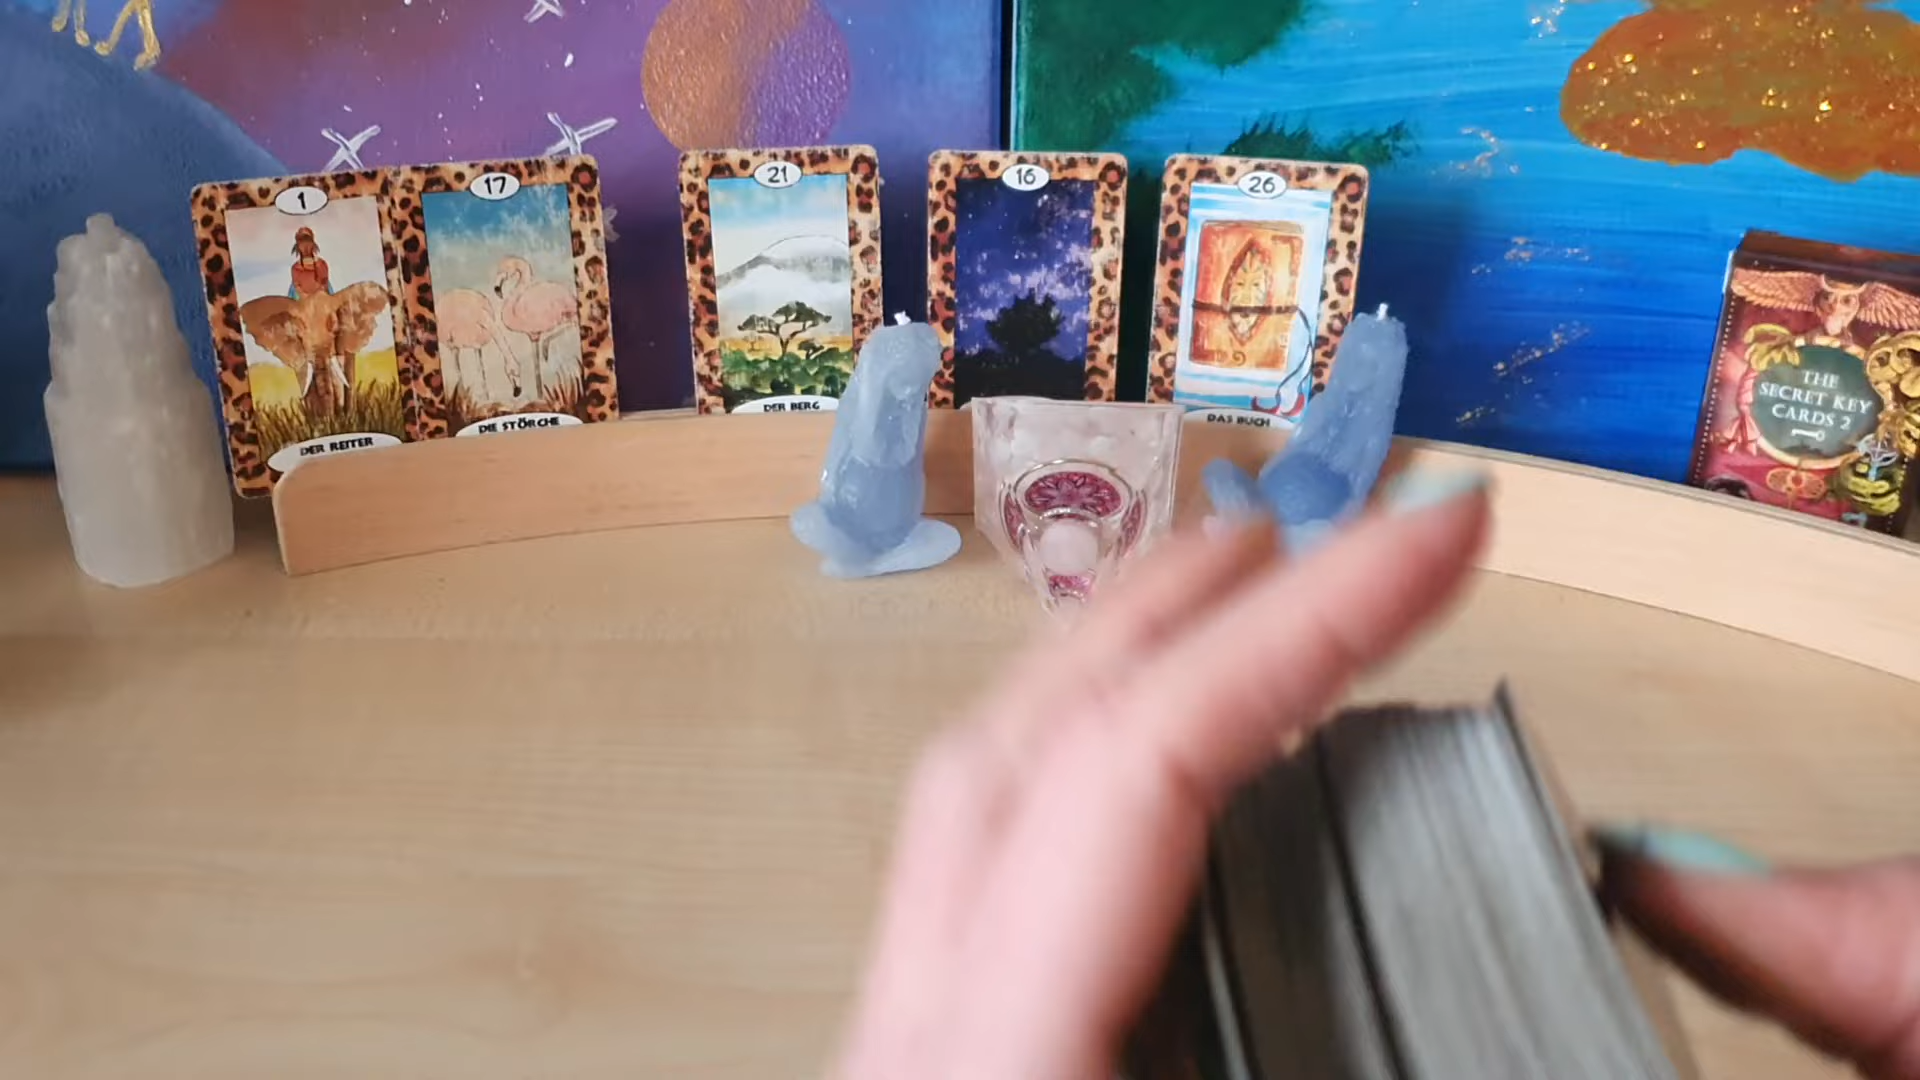 1
DER REITER
17
DIE STÖRCHE
21
DER BERG
16
26
DAS BUCH
THE
SECRET KEY
CARDS 2